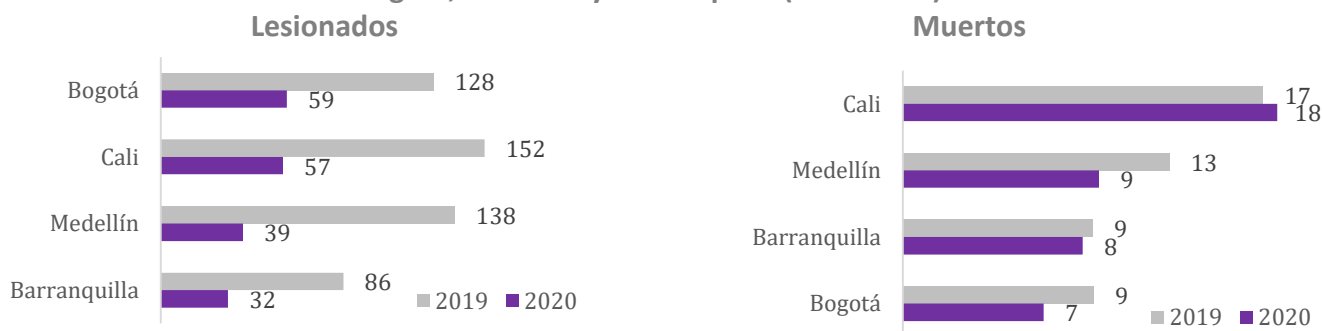 Lesionados
Bogotá
128
59
Cali
152
57
Medellín
138
39
Barranquilla
86
32
2019
2020
Muertos
Cali
17
18
Medellín
13
9
Barranquilla
9
8
Bogotá
9
7
2019
2020